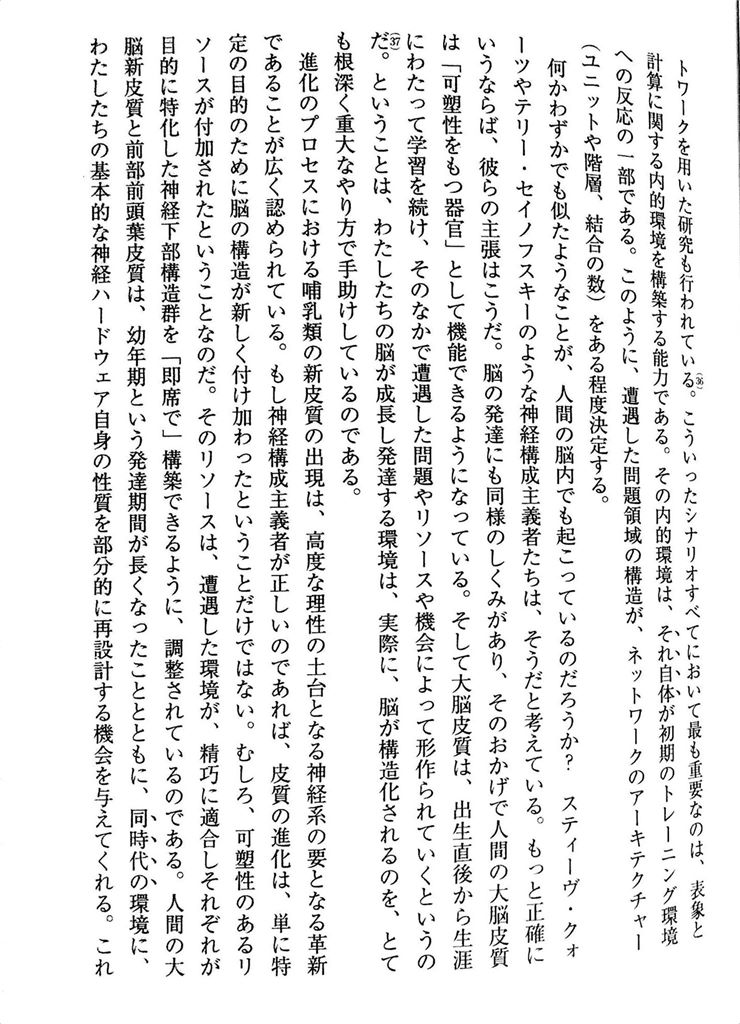 トワークを用いた研究も行われている(36)。こういったシナリオすべてにおいて最も重要なのは、表象と
計算に関する内的環境を構築する能力である。その内的環境は、それ自体が初期のトレーニング環境
への反応の一部である。このように、遭遇した問題領域の構造が、ネットワークのアーキテクチャー
（ユニットや階層、結合の数）をある程度決定する。
何かわずかでも似たようなことが、人間の脳内でも起こっているのだろうか？　スティーヴ・クォ
ーツやテリー・セイノフスキーのような神経構成主義者たちは、そうだと考えている。もっと正確に
いうならば、彼らの主張はこうだ。脳の発達にも同様のしくみがあり、そのおかげで人間の大脳皮質
は「可塑性をもつ器官」として機能できるようになっている。そして大脳皮質は、出生直後から生涯
にわたって学習を続け、そのなかで遭遇した問題やリソースや機会によって形作られていくというの
だ(37)。ということは、わたしたちの脳が成長し発達する環境は、実際に、脳が構造化されるのを、とて
も根深く重大なやり方で手助けしているのである。
進化のプロセスにおける哺乳類の新皮質の出現は、高度な理性の土台となる神経系の要となる革新
であることが広く認められている。もし神経構成主義者が正しいのであれば、皮質の進化は、単に特
定の目的のために脳の構造が新しく付け加わったということだけではない。むしろ、可塑性のあるリ
ソースが付加されたということなのだ。そのリソースは、遭遇した環境が、精巧に適合しそれぞれが
目的に特化した神経下部構造群を「即席で」構築できるように、調整されているのである。人間の大
脳新皮質と前部前頭葉皮質は、幼年期という発達期間が長くなったこととともに、同時代の環境に、
わたしたちの基本的な神経ハードウェア自身の性質を部分的に再設計する機会を与えてくれる。これ